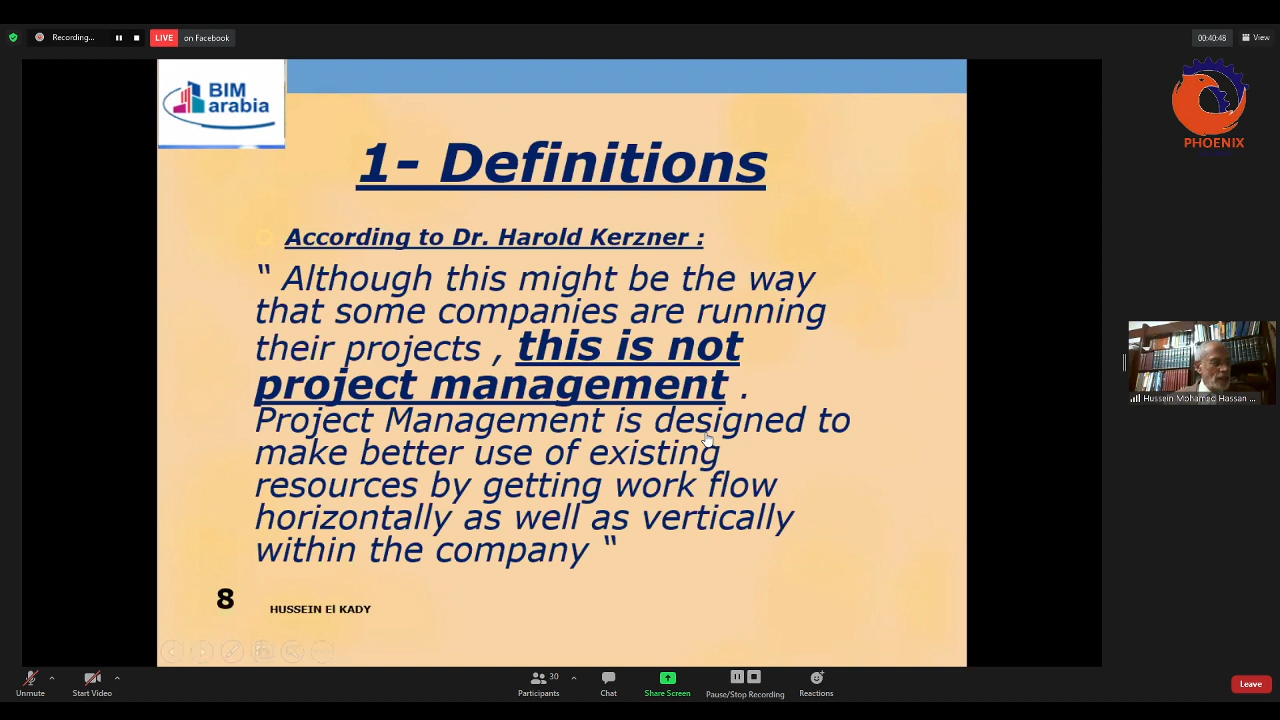 Recording...
LIVE on Facebook
00:40:48
View
BIM
arabia
PHOENIX
1- Definitions
According to Dr. Harold Kerzner :
“ Although this might be the way
that some companies are running
their projects , this is not
project management .
Project Management is designed to
make better use of existing
resources by getting work flow
horizontally as well as vertically
within the company “
8
HUSSEIN El KADY
Hussein Mohamed Hassan ...
Unmute
Start Video
30
Participants
Chat
Share Screen
Pause/Stop Recording
Reactions
Leave